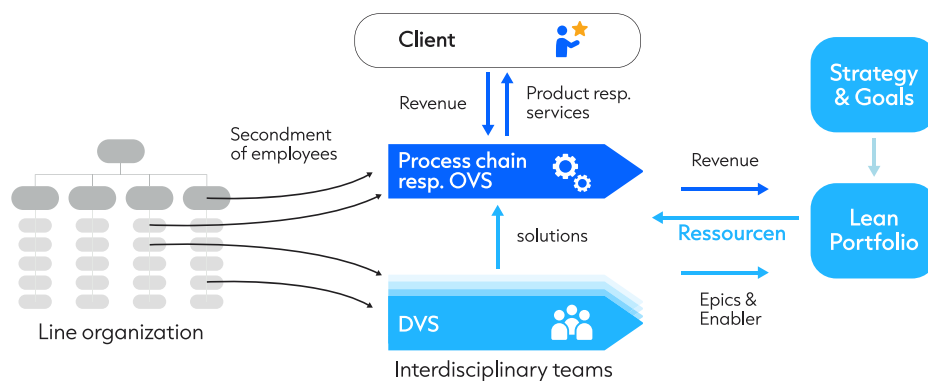 Client
Strategy
& Goals
Revenue
Product resp.
services
Secondment
of employees
Process chain
resp. OVS
Revenue
Ressourcen
Lean
Portfolio
solutions
Epics &
Enabler
DVS
Line organization
Interdisciplinary teams